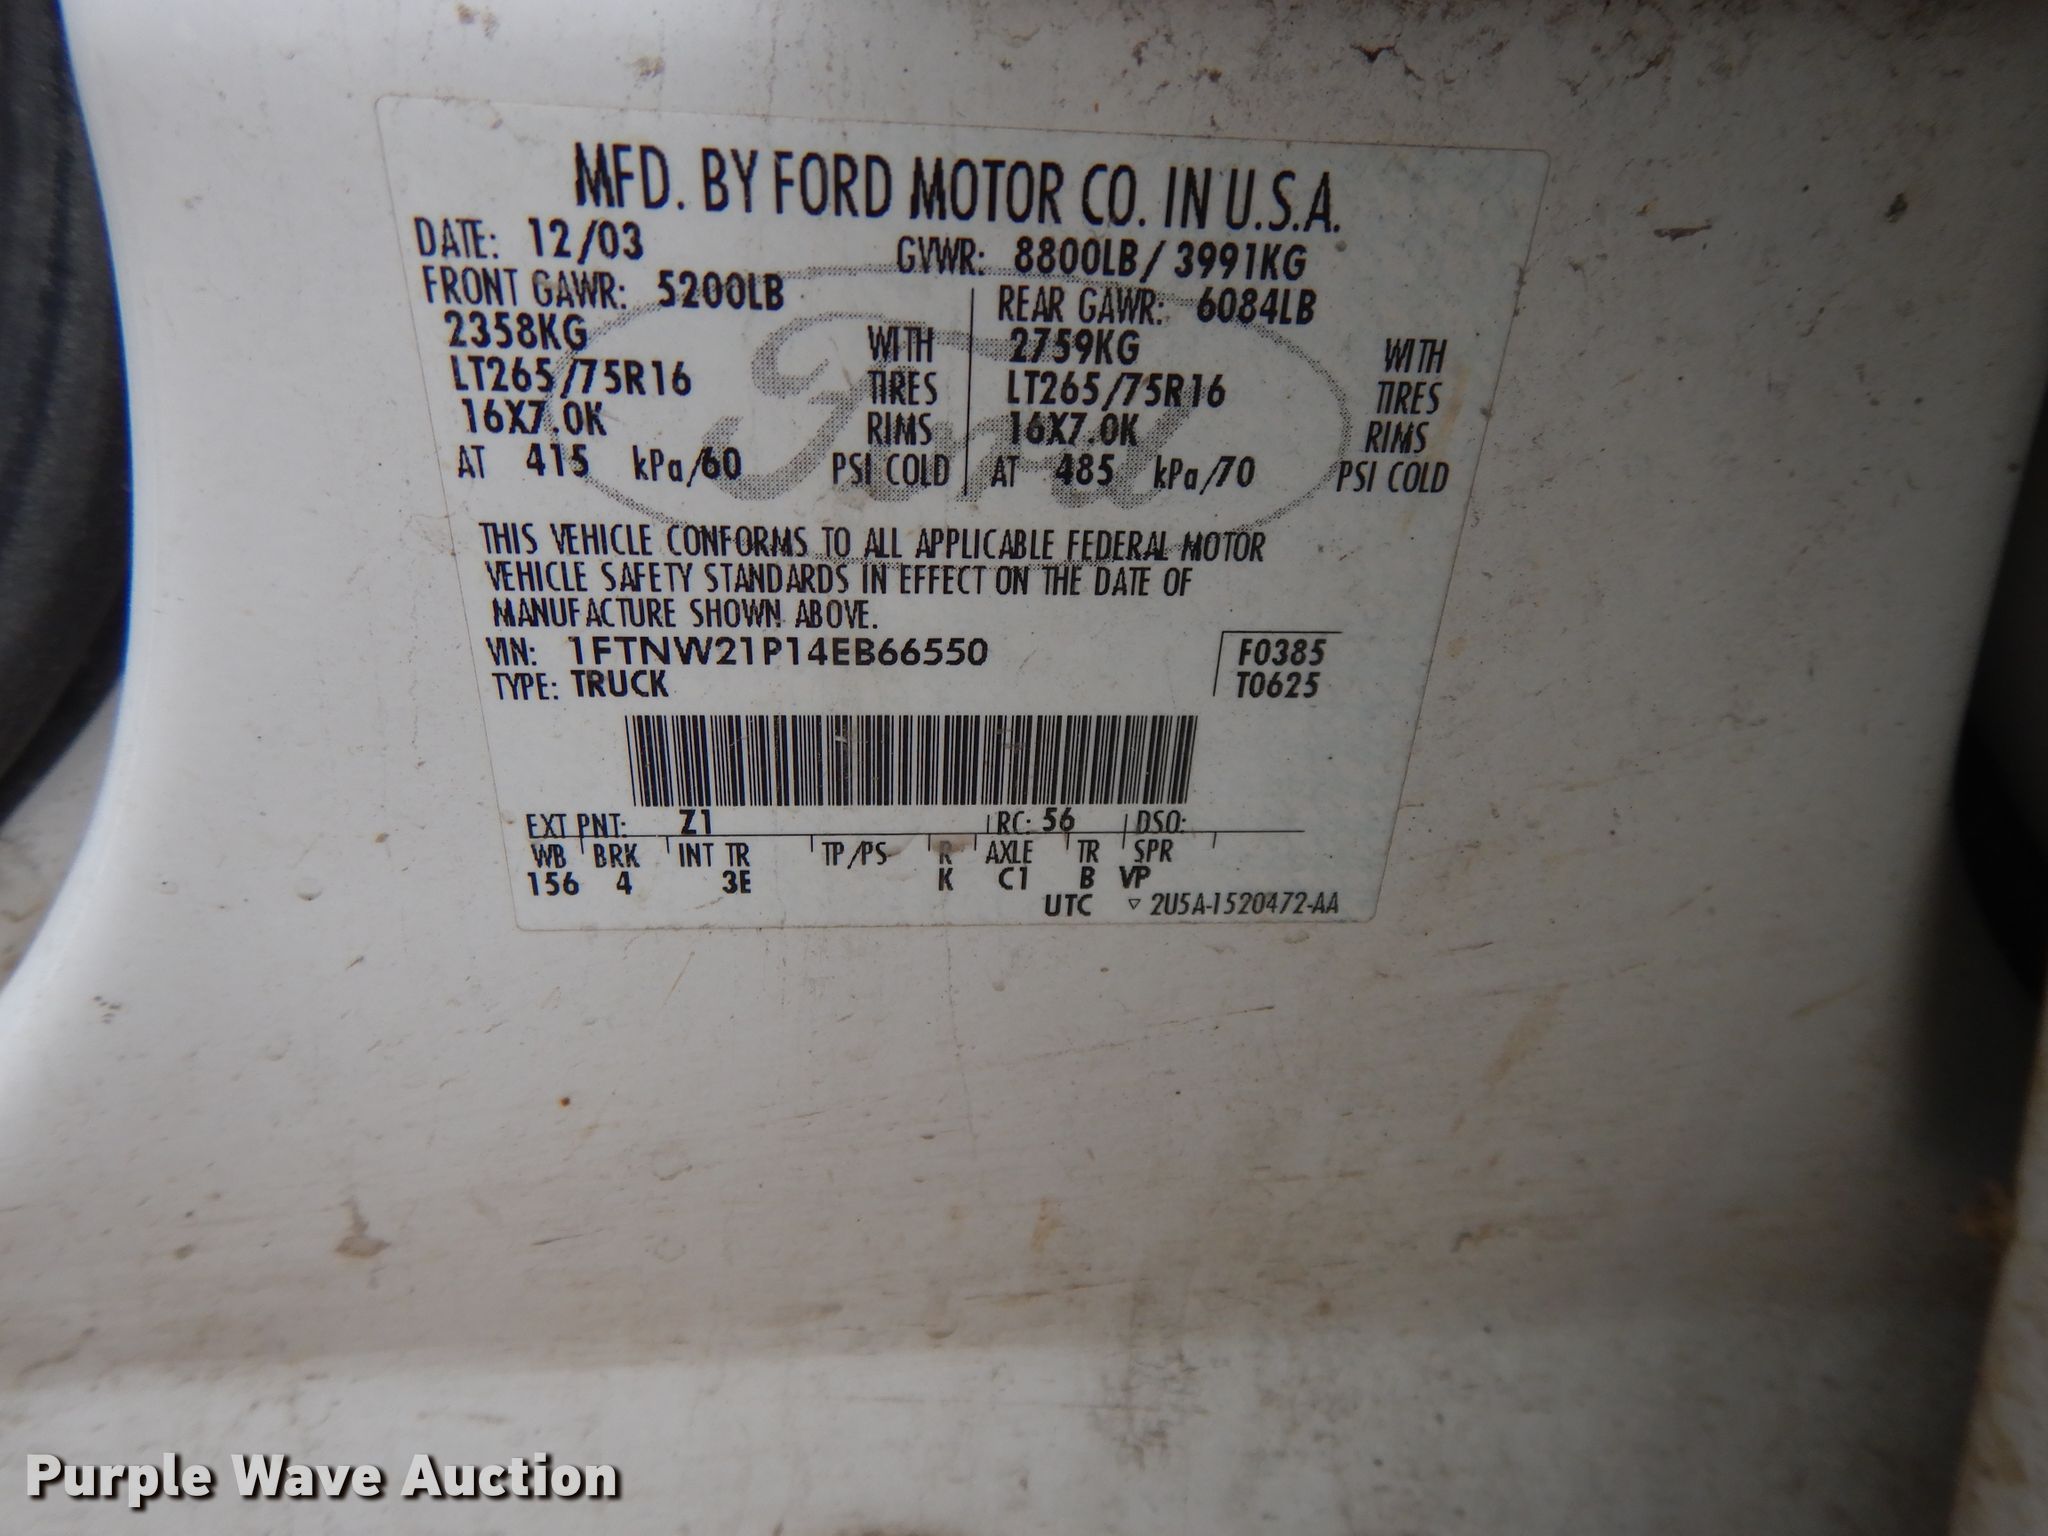 MFD. BY FORD MOTOR CO. IN U.S.A.
DATE: 12/03 GVWR: 8800LB/ 3991KG
FRONT GAWR: 5200LB REAR GAWR: 6084LB
2358KG WITH 2759KG WITH
LT265/75R16 TIRES LT265/75R16 TIRES
16X7.0K RIMS 16X7.0K RIMS
AT 415 kPa/60 PSI COLD AT 485 kPa/70 PSI COLD
Ford
THIS VEHICLE CONFORMS TO ALL APPLICABLE FEDERAL MOTOR
VEHICLE SAFETY STANDARDS IN EFFECT ON THE DATE OF
MANUFACTURE SHOWN ABOVE.
VIN: 1FTNW21P14EB66550 F0385
TYPE: TRUCK T0625
EXT PNT: Z1 RC: 56 DSO:
WB BRK INT TR TP/PS R AXLE TR SPR
156 4 3E K C1 B VP
UTC ▽ 2U5A-1520472-AA
Purple Wave Auction